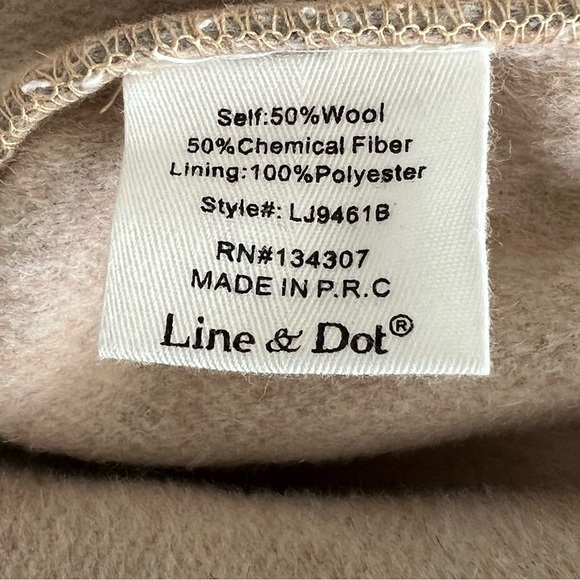 Self:50%Wool
50%Chemical Fiber
Lining:100%Polyester
Style#: LJ9461B
RN#134307
MADE IN P.R.C
Line & Dot®